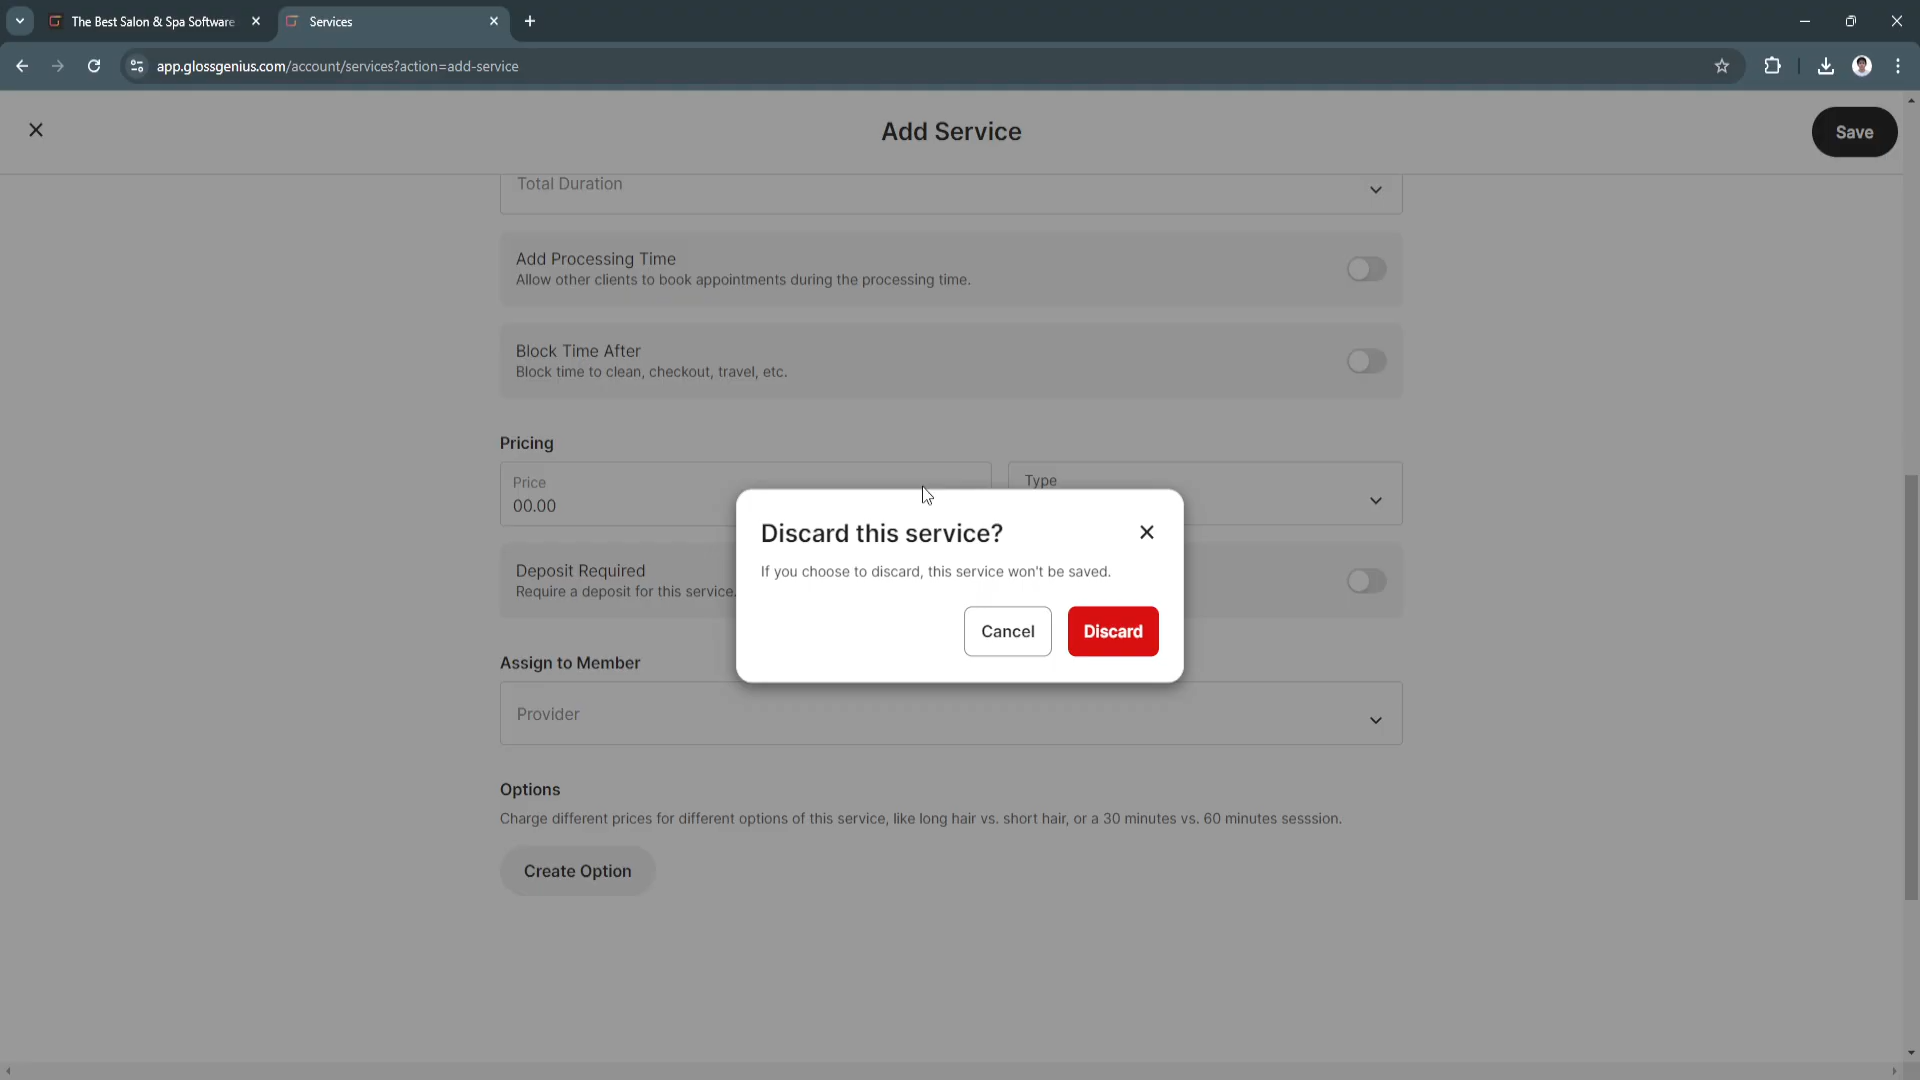 The Best Salon & Spa Software
Services
app.glossgenius.com/account/services?action=add-service
Add Service
Save
Total Duration
Add Processing Time
Allow other clients to book appointments during the processing time.
Block Time After
Block time to clean, checkout, travel, etc.
Pricing
Price
00.00
Type
Discard this service?
If you choose to discard, this service won't be saved.
Cancel
Discard
Deposit Required
Require a deposit for this service.
Assign to Member
Provider
Options
Charge different prices for different options of this service, like long hair vs. short hair, or a 30 minutes vs. 60 minutes sesssion.
Create Option